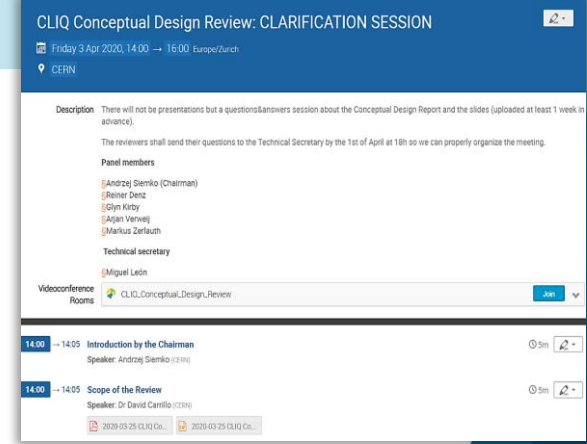 CLIQ Conceptual Design Review: CLARIFICATION SESSION
Friday 3 Apr 2020, 14:00 → 16:00 Europe/Zurich
CERN
Description There will not be presentations but a questions&answers session about the Conceptual Design Report and the slides (uploaded at least 1 week in
advance).
The reviewers shall send their questions to the Technical Secretary by the 1st of April at 18h so we can properly organize the meeting.
Panel members
Andrzej Siemko (Chairman)
Reiner Denz
Glyn Kirby
Arjan Verweij
Markus Zerlauth
Technical secretary
Miguel León
Videoconference
Rooms
CLIQ_Conceptual_Design_Review Join
14:00 → 14:05 Introduction by the Chairman 5m
Speaker: Andrzej Siemko (CERN)
14:00 → 14:05 Scope of the Review 5m
Speaker: Dr David Carrillo (CERN)
2020-03-25 CLIQ Co... 2020-03-25 CLIQ Co...